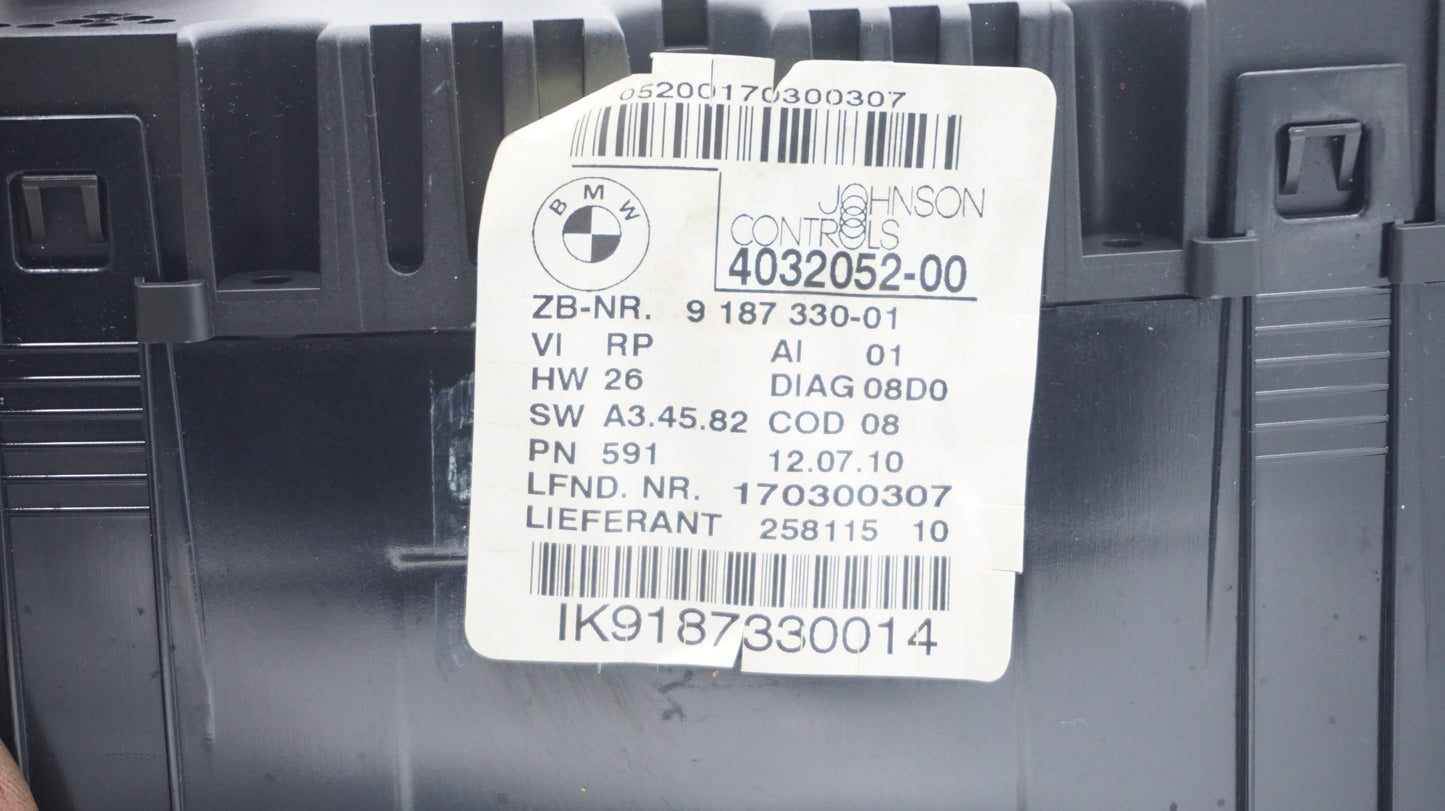 05200170300307
BMW
JOHNSON
CONTROLS
4032052-00
ZB-NR. 9 187 330-01
VI RP AI 01
HW 26 DIAG 08D0
SW A3.45.82 COD 08
PN 591 12.07.10
LFND. NR. 170300307
LIEFERANT 258115 10
IK9187330014